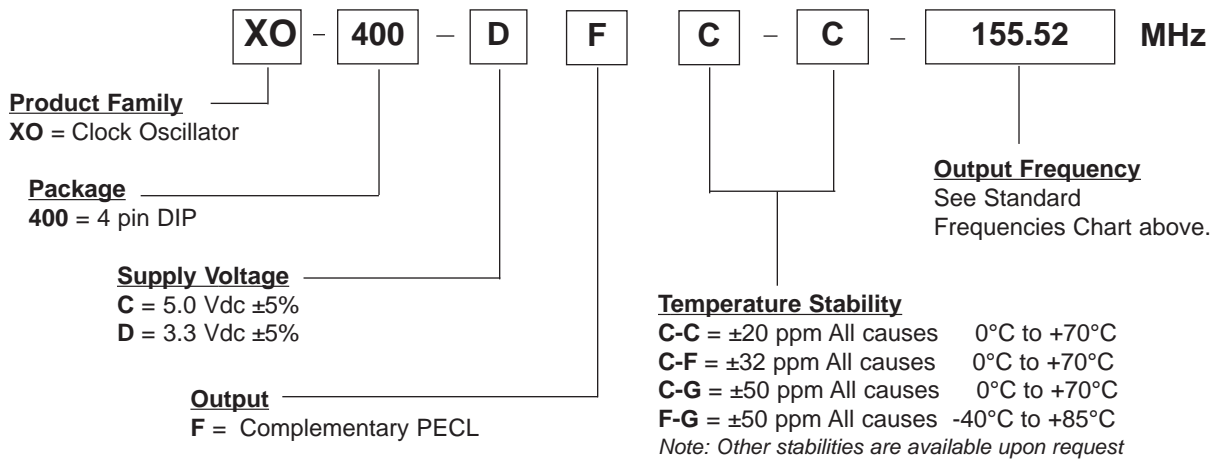 XO - 400 - D F C - C - 155.52 MHz
Product Family
XO = Clock Oscillator
Package
400 = 4 pin DIP
Supply Voltage
C = 5.0 Vdc ±5%
D = 3.3 Vdc ±5%
Output
F = Complementary PECL
Output Frequency
See Standard
Frequencies Chart above.
Temperature Stability
C-C = ±20 ppm All causes 0°C to +70°C
C-F = ±32 ppm All causes 0°C to +70°C
C-G = ±50 ppm All causes 0°C to +70°C
F-G = ±50 ppm All causes -40°C to +85°C
Note: Other stabilities are available upon request